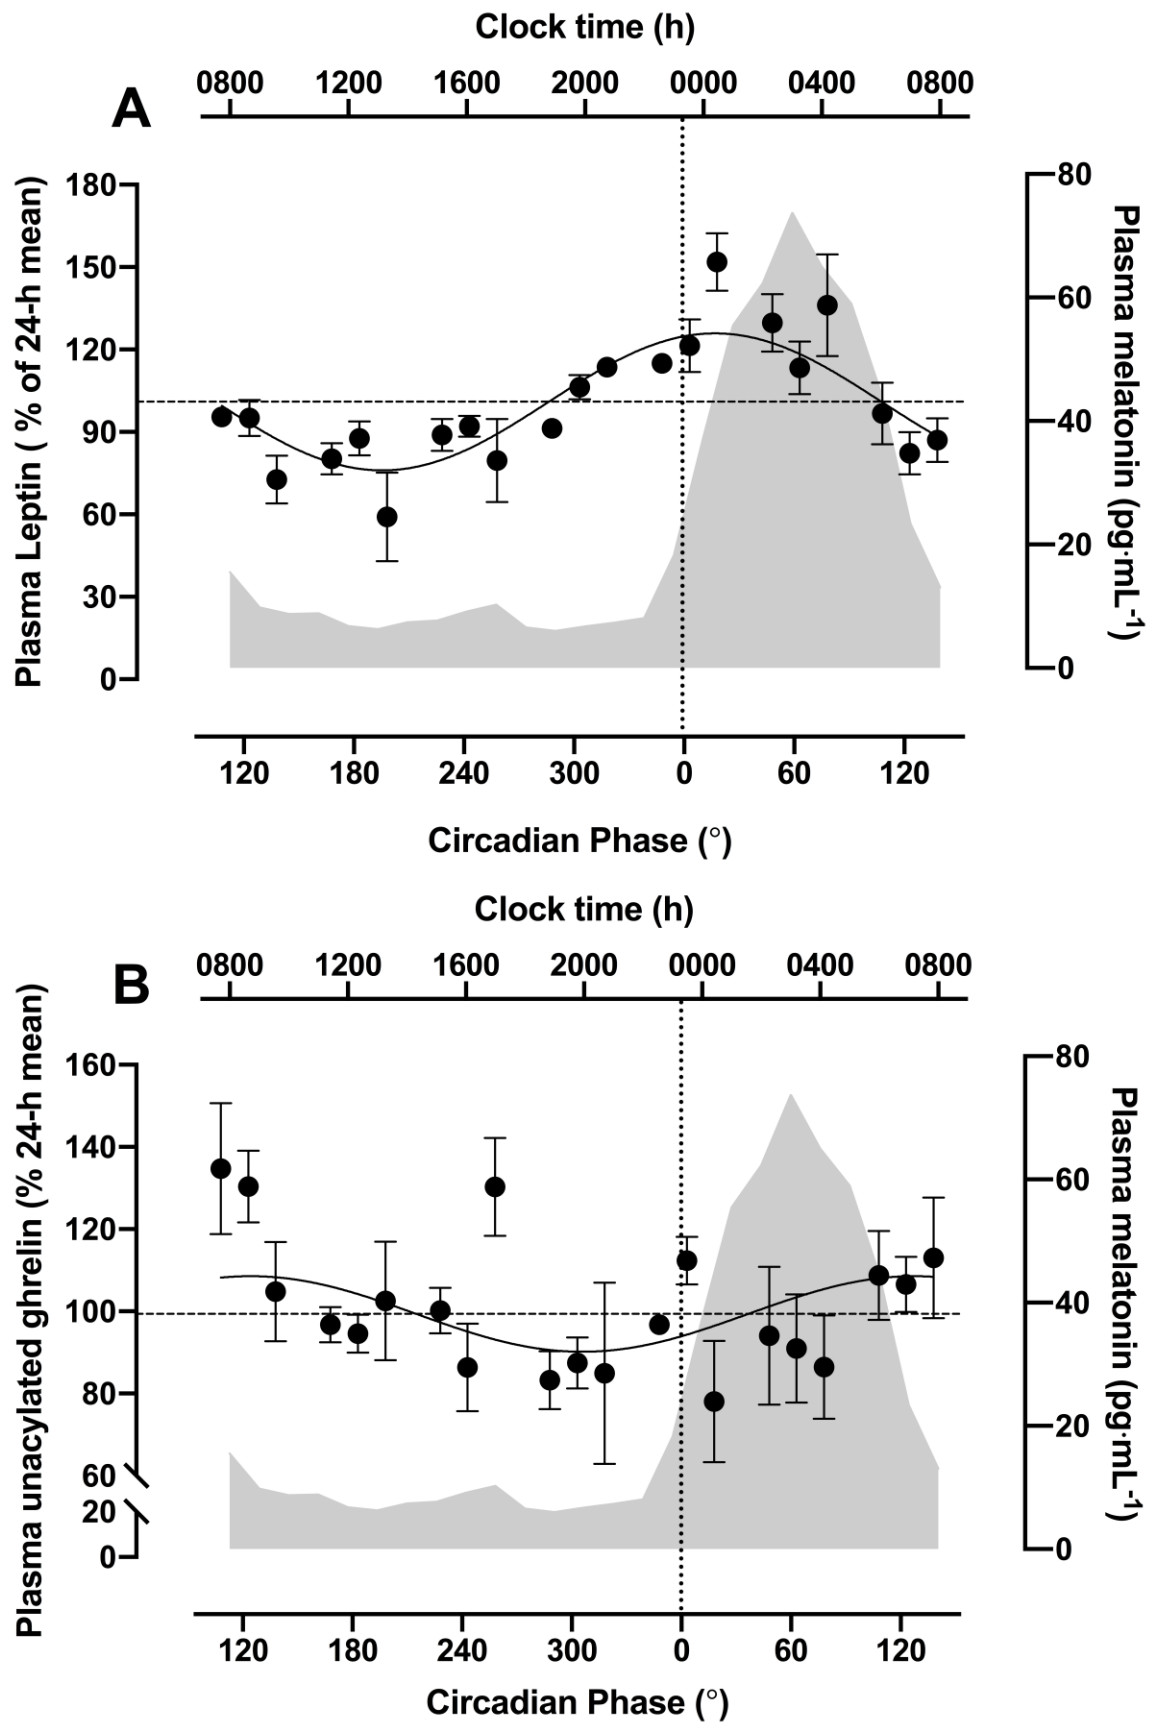 Clock time (h)
0800 1200 1600 2000 0000 0400 0800
A
Plasma Leptin ( % of 24-h mean)
180
150
120
90
60
30
0
80
60
40
20
0
Plasma melatonin (pg·mL-1)
120 180 240 300 0 60 120
Circadian Phase (°)
Clock time (h)
0800 1200 1600 2000 0000 0400 0800
B
Plasma unacylated ghrelin (% 24-h mean)
160
140
120
100
80
60
20
0
80
60
40
20
0
Plasma melatonin (pg·mL-1)
120 180 240 300 0 60 120
Circadian Phase (°)